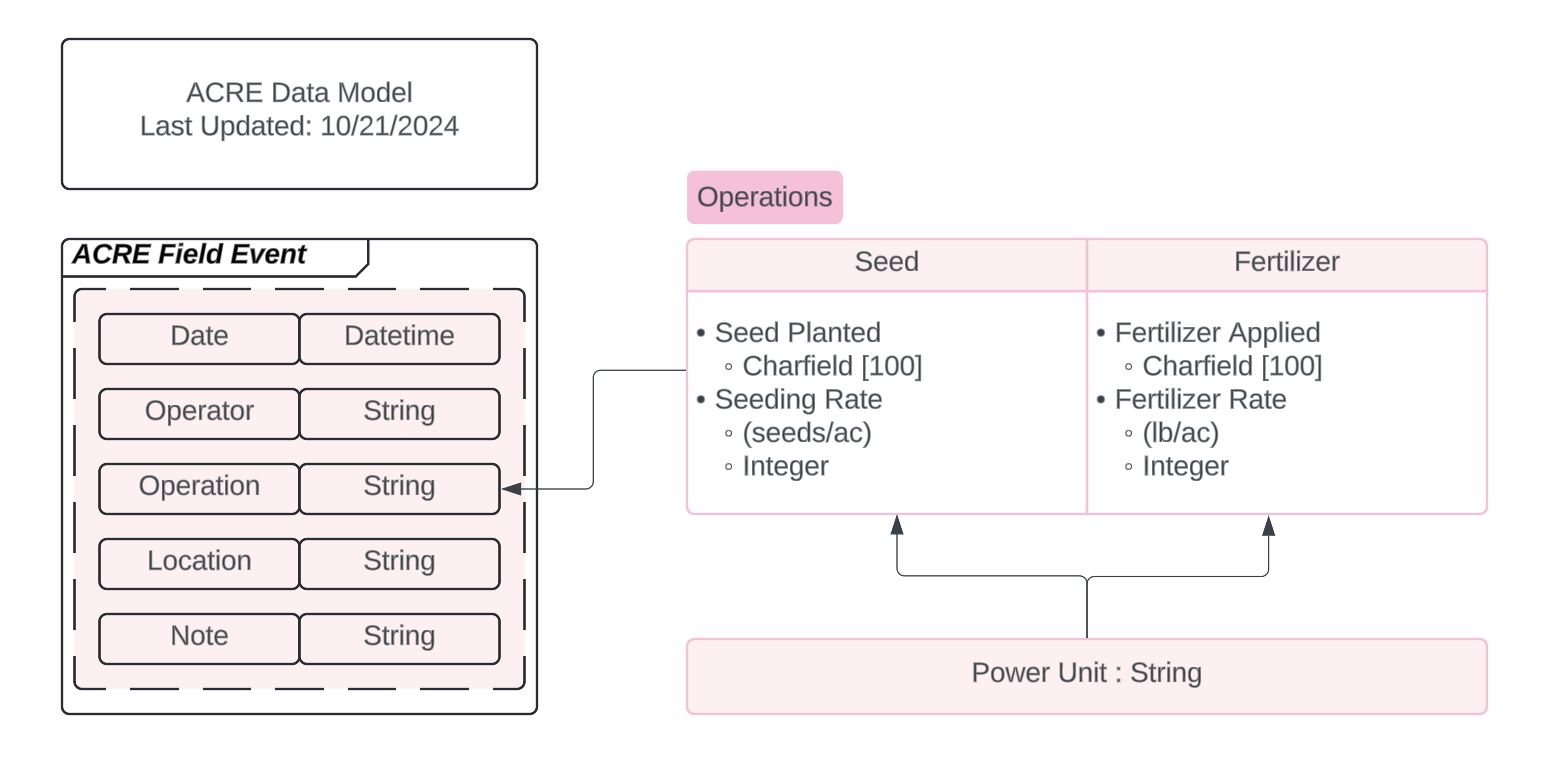 ACRE Data Model
Last Updated: 10/21/2024
ACRE Field Event
Date Datetime
Operator String
Operation String
Location String
Note String
Operations
Seed Fertilizer
• Seed Planted
◦ Charfield [100]
• Seeding Rate
◦ (seeds/ac)
◦ Integer
• Fertilizer Applied
◦ Charfield [100]
• Fertilizer Rate
◦ (lb/ac)
◦ Integer
Power Unit : String